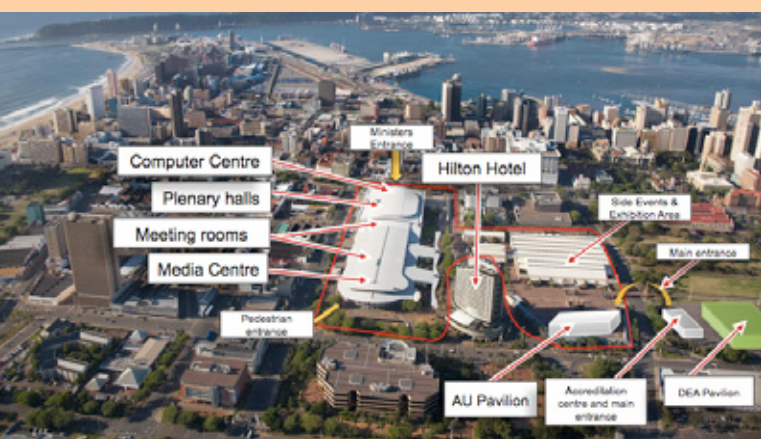 Ministers
Entrance
Computer Centre
Hilton Hotel
Plenary halls
Side Events &
Exhibition Area
Meeting rooms
Main entrance
Media Centre
Pedestrian
entrance
AU Pavilion
Accreditation
centre and main
entrance
DEA Pavilion